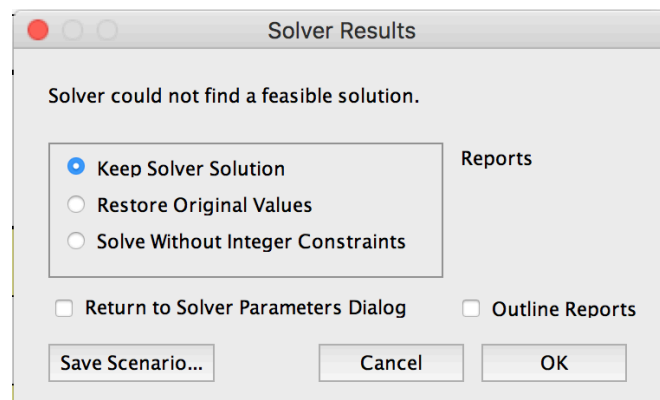 Solver Results
Solver could not find a feasible solution.
Keep Solver Solution
Reports
Restore Original Values
Solve Without Integer Constraints
Return to Solver Parameters Dialog
Outline Reports
Save Scenario...
Cancel
OK